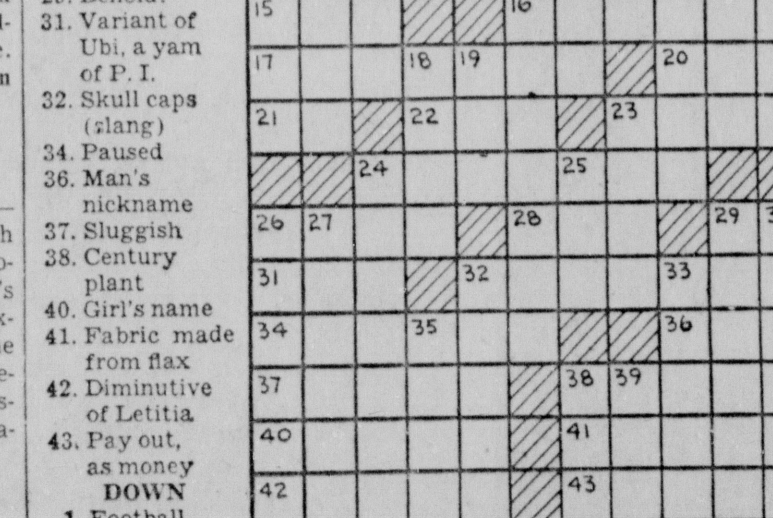 31. Variant of
Ubi, a yam
of P. I.
32. Skull caps
(slang)
34. Paused
36. Man's
nickname
37. Sluggish
38. Century
plant
40. Girl's name
41. Fabric made
from flax
42. Diminutive
of Letitia
43. Pay out,
as money
DOWN
1. Football
15 16
17 18 19 20
21 22 23
24 25
26 27 28 29
31 32 33
34 35 36
37 38 39
40 41
42 43